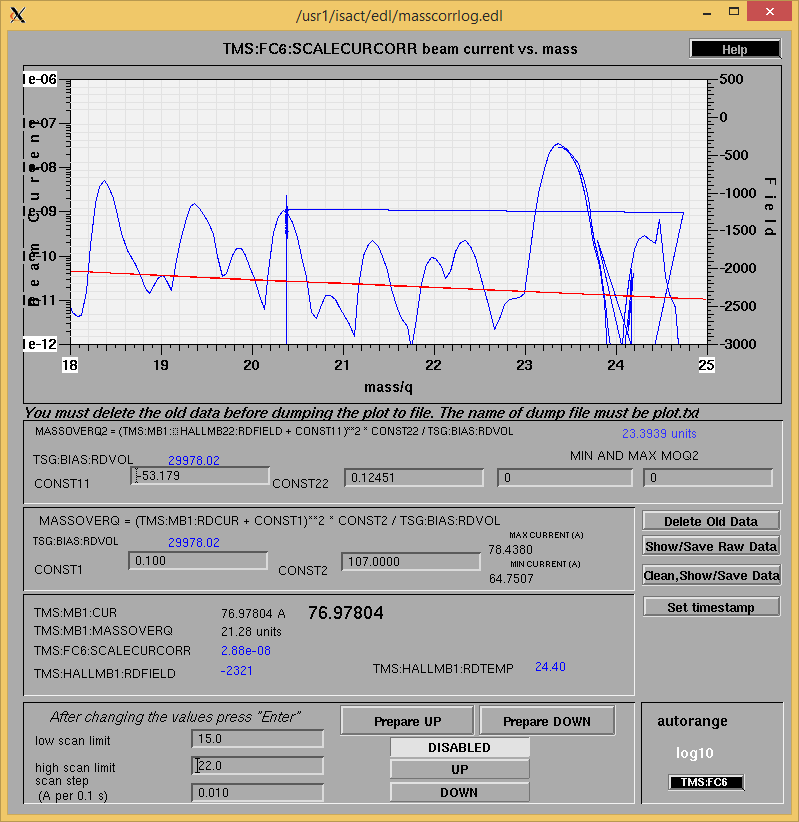 /usr1/isact/edl/masscorrlog.edl
TMS:FC6:SCALECURCORR beam current vs. mass
Help
1e-06
1e-07
1e-08
1e-09
1e-10
1e-11
1e-12
Beam Current
500
0
-500
-1000
-1500
-2000
-2500
-3000
Field
18 19 20 21 22 23 24 25
mass/q
You must delete the old data before dumping the plot to file. The name of dump file must be plot.txt
MASSOVERQ2 = (TMS:MB1: HALLMB22:RDFIELD + CONST11)**2 * CONST22 / TSG:BIAS:RDVOL
23.3939 units
TSG:BIAS:RDVOL 29978.02
MIN AND MAX MOQ2
CONST11 -53.179 CONST22 0.12451 0 0
MASSOVERQ = (TMS:MB1:RDCUR + CONST1)**2 * CONST2 / TSG:BIAS:RDVOL
TSG:BIAS:RDVOL 29978.02
MAX CURRENT (A)
78.4380
CONST1 0.100 CONST2 107.0000
MIN CURRENT (A)
64.7507
Delete Old Data
Show/Save Raw Data
Clean,Show/Save Data
Set timestamp
TMS:MB1:CUR 76.97804 A 76.97804
TMS:MB1:MASSOVERQ 21.28 units
TMS:FC6:SCALECURCORR 2.88e-08
TMS:HALLMB1:RDFIELD -2321
TMS:HALLMB1:RDTEMP 24.40
After changing the values press "Enter"
low scan limit 15.0
high scan limit 22.0
scan step
(A per 0.1 s) 0.010
Prepare UP
Prepare DOWN
DISABLED
UP
DOWN
autorange
log10
TMS:FC6